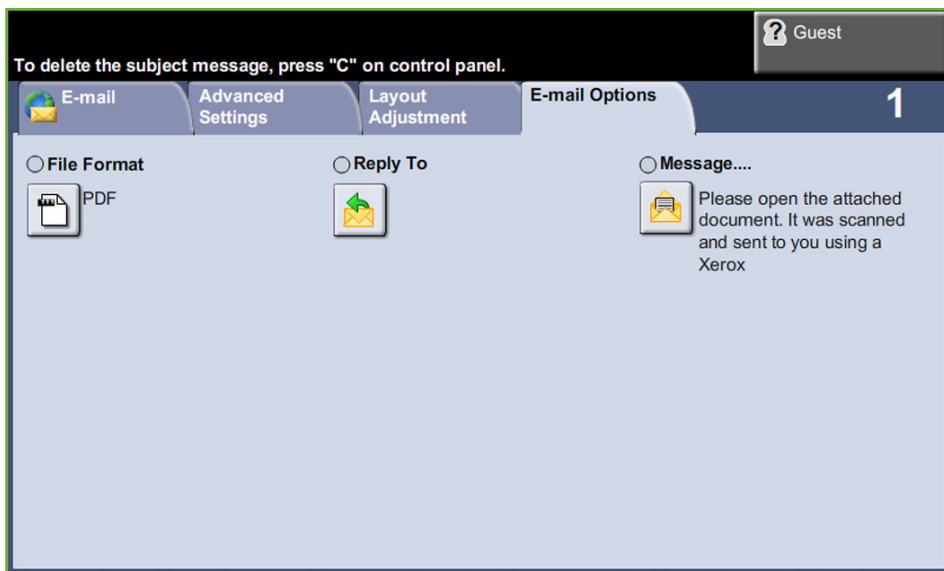 Guest
To delete the subject message, press "C" on control panel.
E-mail
Advanced
Settings
Layout
Adjustment
E-mail Options
1
File Format
PDF
Reply To
Message....
Please open the attached
document. It was scanned
and sent to you using a
Xerox